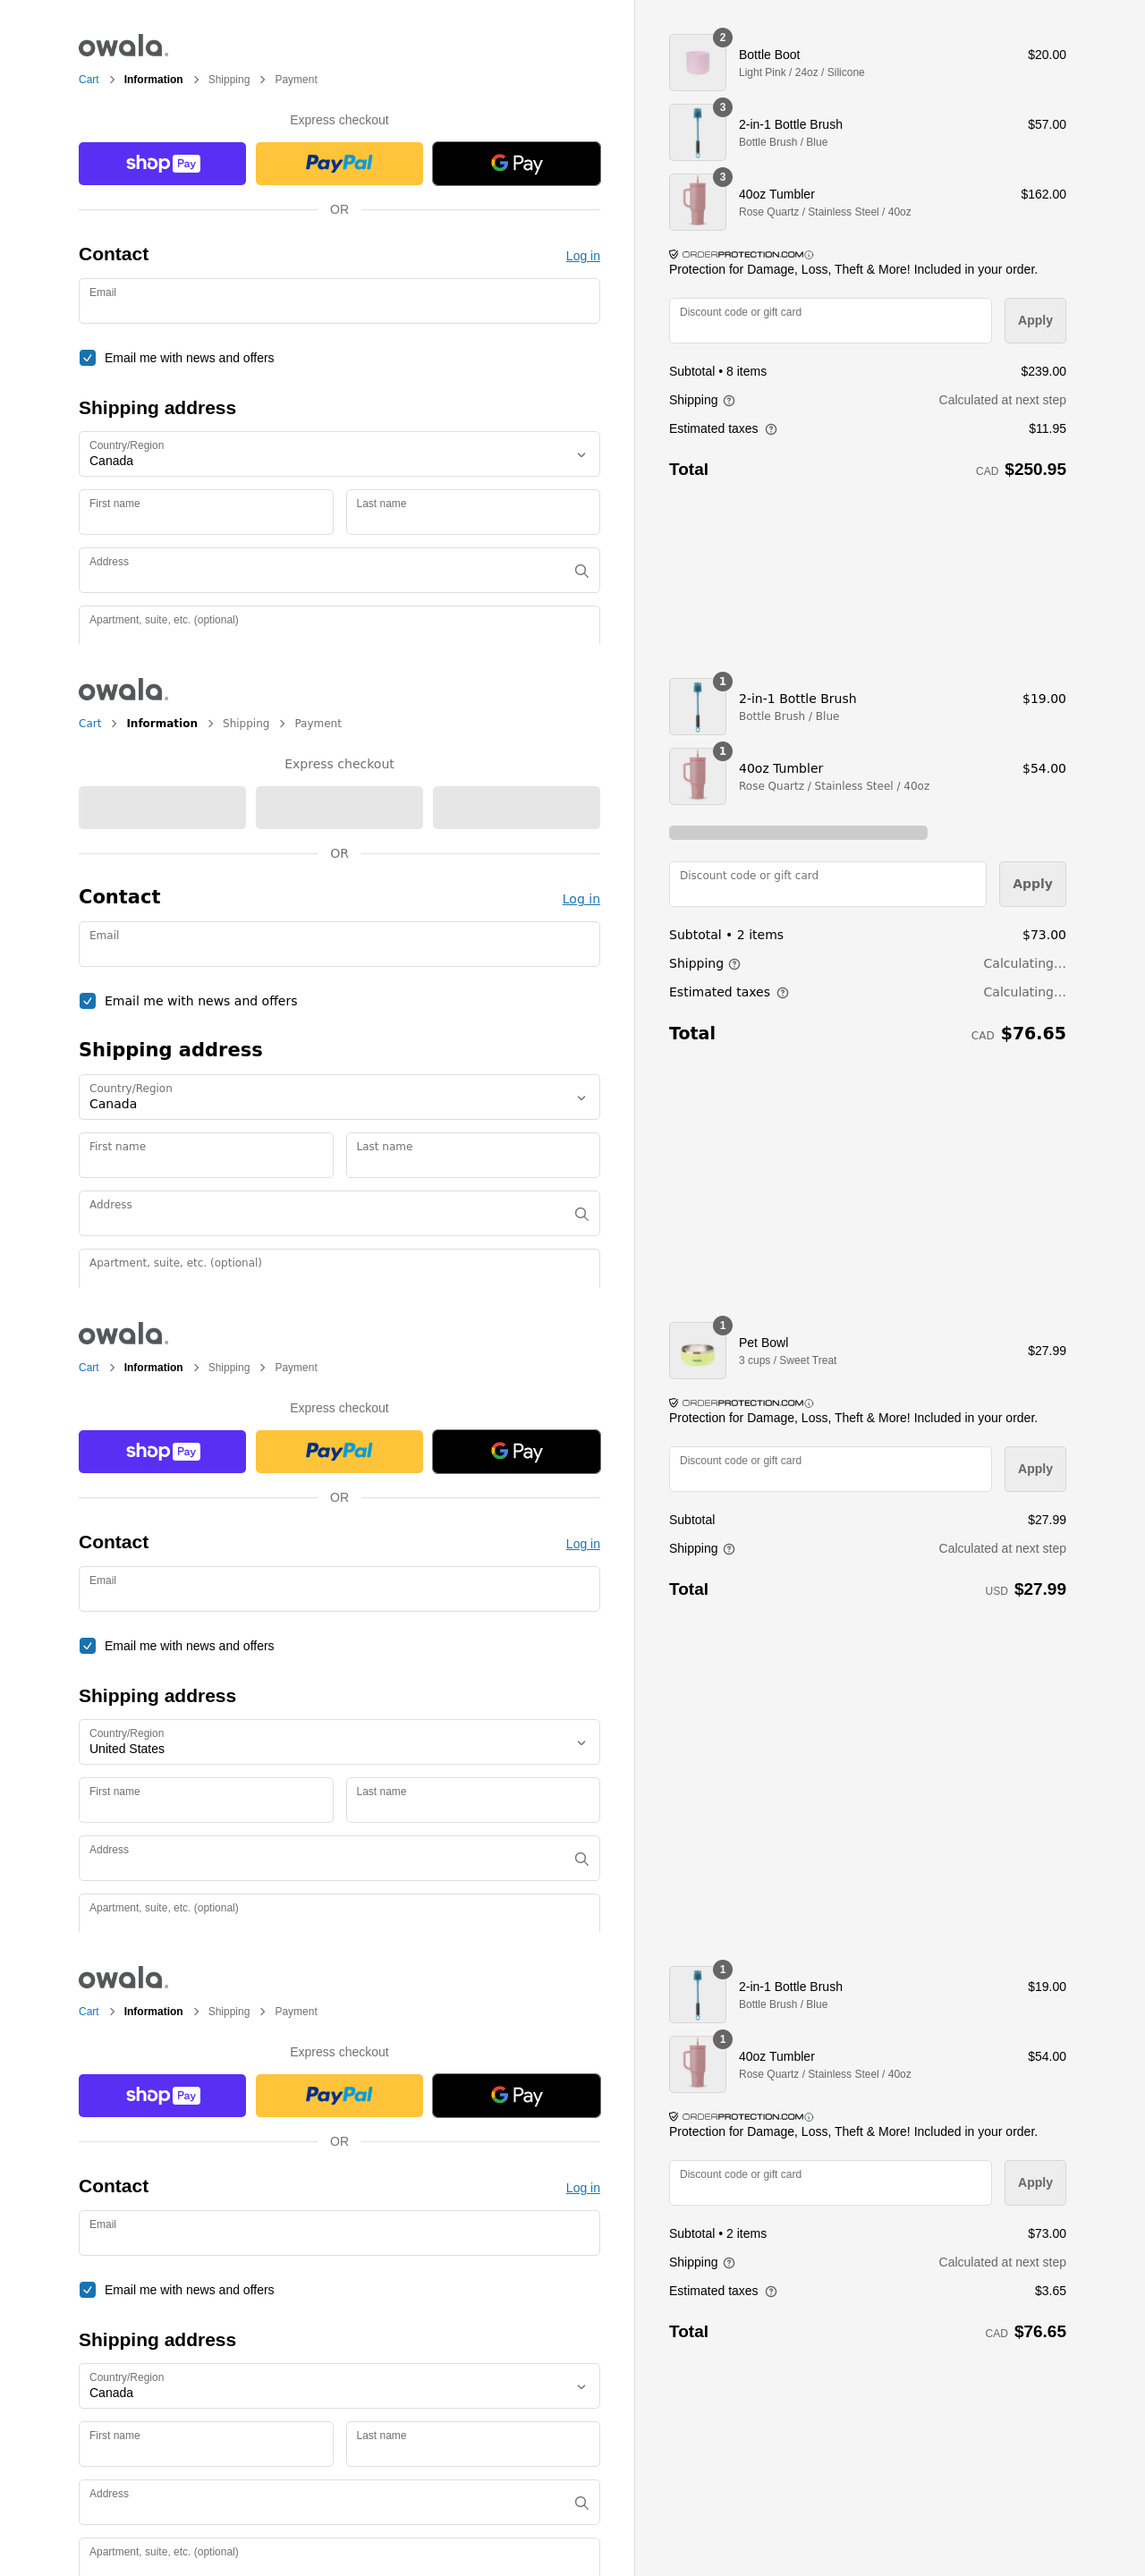 owala.
Cart > Information > Shipping > Payment
Express checkout
shop Pay
PayPal
G Pay
OR
Contact
Log in
Email
Email me with news and offers
Shipping address
Country/Region
Canada
First name
Last name
Address
Apartment, suite, etc. (optional)
2
Bottle Boot
$20.00
Light Pink / 24oz / Silicone
3
2-in-1 Bottle Brush
$57.00
Bottle Brush / Blue
3
40oz Tumbler
$162.00
Rose Quartz / Stainless Steel / 40oz
ORDERPROTECTION.COM
Protection for Damage, Loss, Theft & More! Included in your order.
Discount code or gift card
Apply
Subtotal • 8 items
$239.00
Shipping
Calculated at next step
Estimated taxes
$11.95
Total
CAD $250.95
owala.
Cart > Information > Shipping > Payment
Express checkout
OR
Contact
Log in
Email
Email me with news and offers
Shipping address
Country/Region
Canada
First name
Last name
Address
Apartment, suite, etc. (optional)
1
2-in-1 Bottle Brush
$19.00
Bottle Brush / Blue
1
40oz Tumbler
$54.00
Rose Quartz / Stainless Steel / 40oz
Discount code or gift card
Apply
Subtotal • 2 items
$73.00
Shipping
Calculating...
Estimated taxes
Calculating...
Total
CAD $76.65
owala.
Cart > Information > Shipping > Payment
Express checkout
shop Pay
PayPal
G Pay
OR
Contact
Log in
Email
Email me with news and offers
Shipping address
Country/Region
United States
First name
Last name
Address
Apartment, suite, etc. (optional)
1
Pet Bowl
$27.99
3 cups / Sweet Treat
ORDERPROTECTION.COM
Protection for Damage, Loss, Theft & More! Included in your order.
Discount code or gift card
Apply
Subtotal
$27.99
Shipping
Calculated at next step
Total
USD $27.99
owala.
Cart > Information > Shipping > Payment
Express checkout
shop Pay
PayPal
G Pay
OR
Contact
Log in
Email
Email me with news and offers
Shipping address
Country/Region
Canada
First name
Last name
Address
Apartment, suite, etc. (optional)
1
2-in-1 Bottle Brush
$19.00
Bottle Brush / Blue
1
40oz Tumbler
$54.00
Rose Quartz / Stainless Steel / 40oz
ORDERPROTECTION.COM
Protection for Damage, Loss, Theft & More! Included in your order.
Discount code or gift card
Apply
Subtotal • 2 items
$73.00
Shipping
Calculated at next step
Estimated taxes
$3.65
Total
CAD $76.65